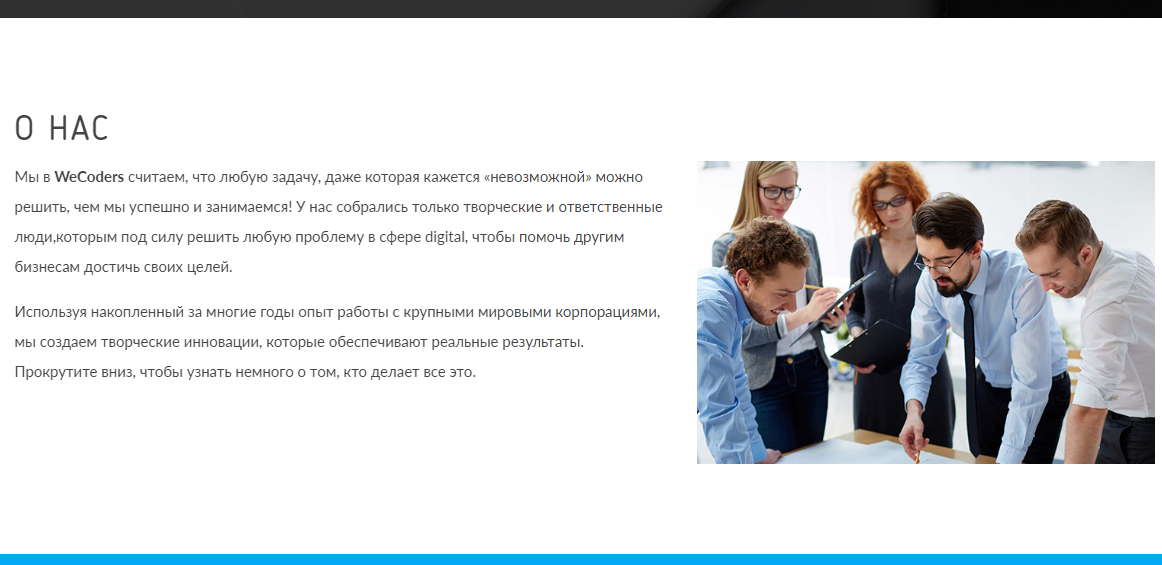 О НАС
Мы в WeCoders считаем, что любую задачу, даже которая кажется «невозможной» можно
решить, чем мы успешно и занимаемся! У нас собрались только творческие и ответственные
люди,которым под силу решить любую проблему в сфере digital, чтобы помочь другим
бизнесам достичь своих целей.
Используя накопленный за многие годы опыт работы с крупными мировыми корпорациями,
мы создаем творческие инновации, которые обеспечивают реальные результаты.
Прокрутите вниз, чтобы узнать немного о том, кто делает все это.